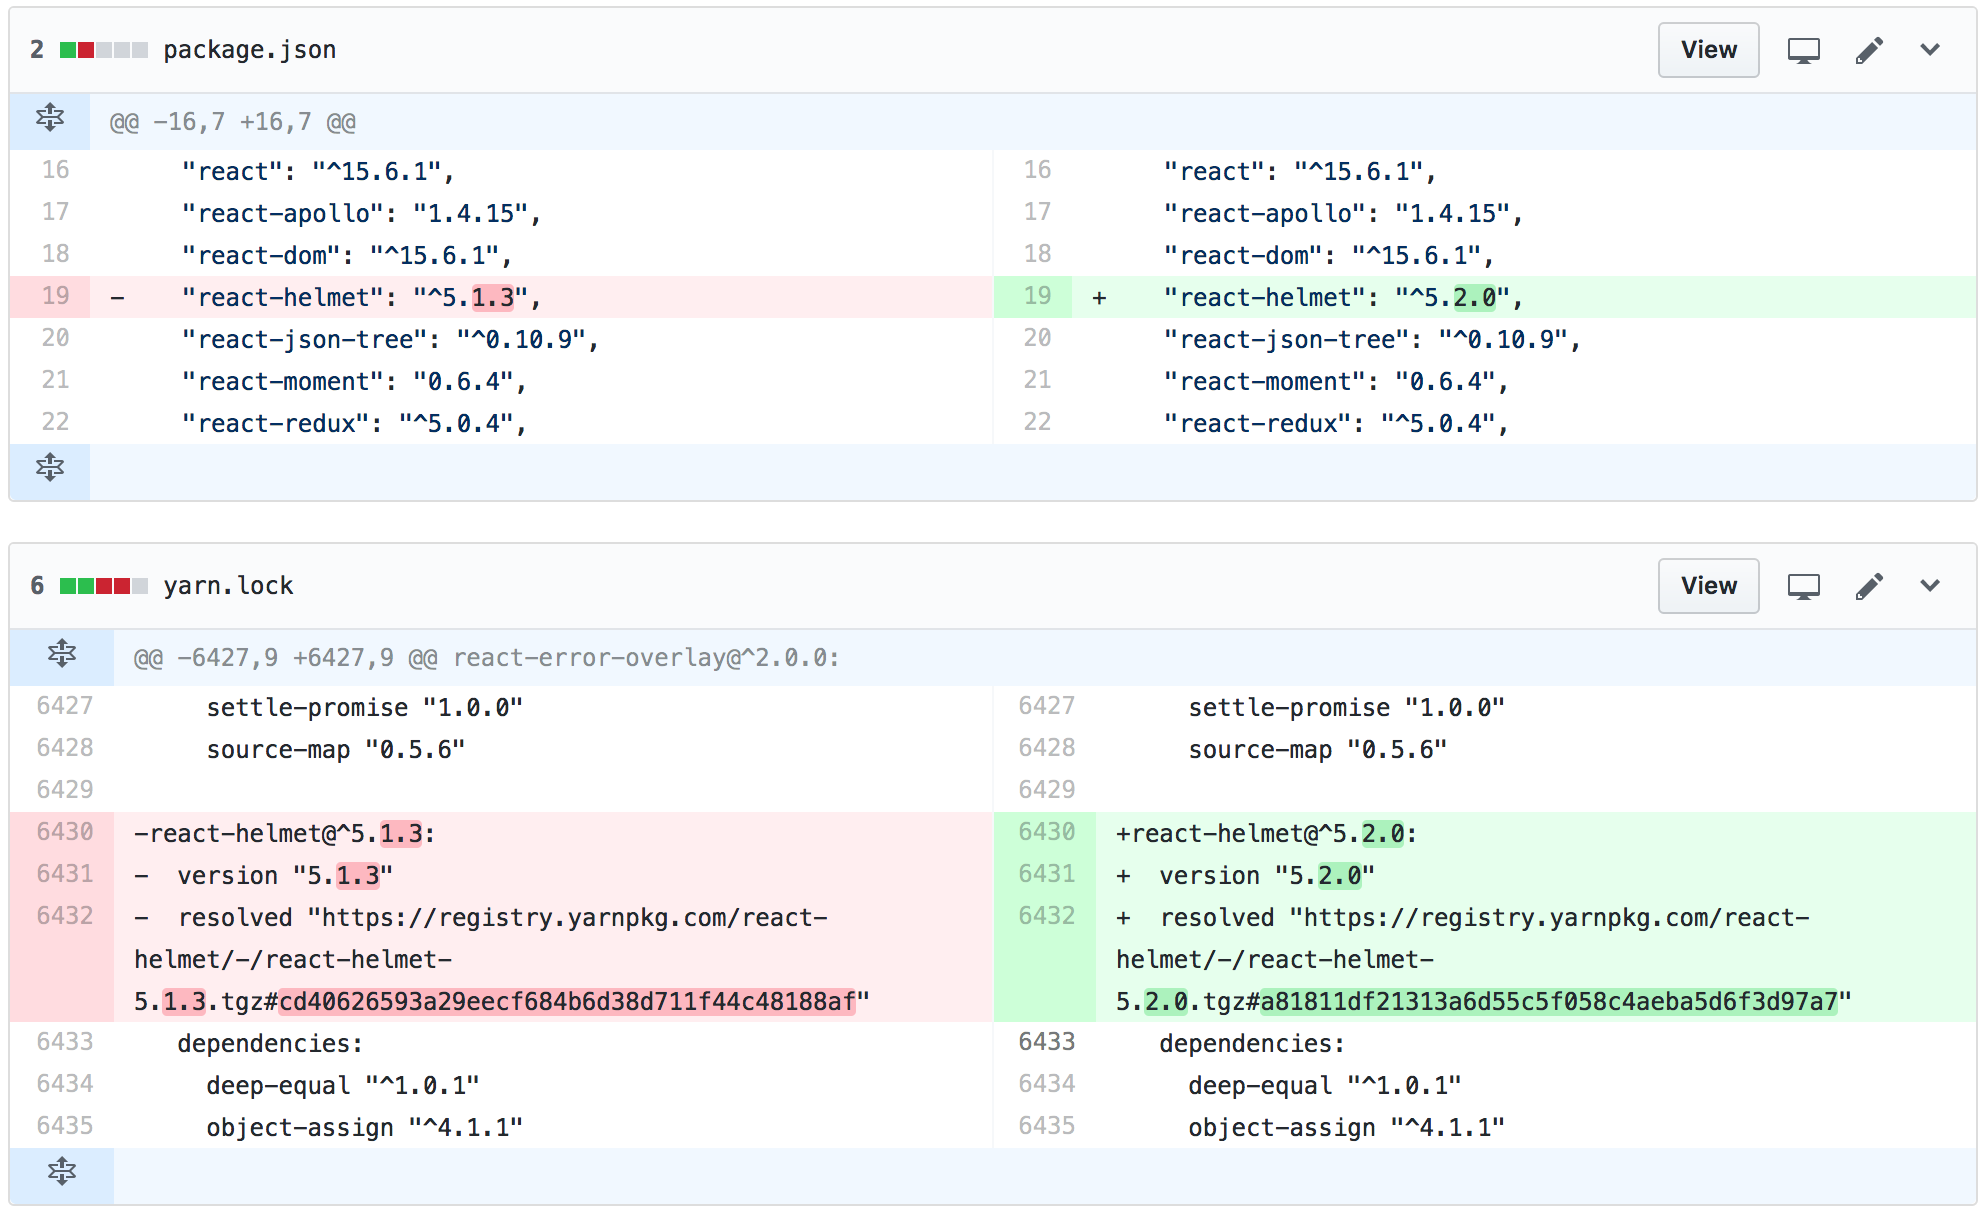 2 package.json View
@@ -16,7 +16,7 @@
16 "react": "^15.6.1", 16 "react": "^15.6.1",
17 "react-apollo": "1.4.15", 17 "react-apollo": "1.4.15",
18 "react-dom": "^15.6.1", 18 "react-dom": "^15.6.1",
19 - "react-helmet": "^5.1.3", 19 + "react-helmet": "^5.2.0",
20 "react-json-tree": "^0.10.9", 20 "react-json-tree": "^0.10.9",
21 "react-moment": "0.6.4", 21 "react-moment": "0.6.4",
22 "react-redux": "^5.0.4", 22 "react-redux": "^5.0.4",
6 yarn.lock View
@@ -6427,9 +6427,9 @@ react-error-overlay@^2.0.0:
6427 settle-promise "1.0.0" 6427 settle-promise "1.0.0"
6428 source-map "0.5.6" 6428 source-map "0.5.6"
6429 6429
6430 -react-helmet@^5.1.3: 6430 +react-helmet@^5.2.0:
6431 - version "5.1.3" 6431 + version "5.2.0"
6432 - resolved "https://registry.yarnpkg.com/react- 6432 + resolved "https://registry.yarnpkg.com/react-
helmet/-/react-helmet- helmet/-/react-helmet-
5.1.3.tgz#cd40626593a29eecf684b6d38d711f44c48188af" 5.2.0.tgz#a81811df21313a6d55c5f058c4aeba5d6f3d97a7"
6433 dependencies: 6433 dependencies:
6434 deep-equal "^1.0.1" 6434 deep-equal "^1.0.1"
6435 object-assign "^4.1.1" 6435 object-assign "^4.1.1"